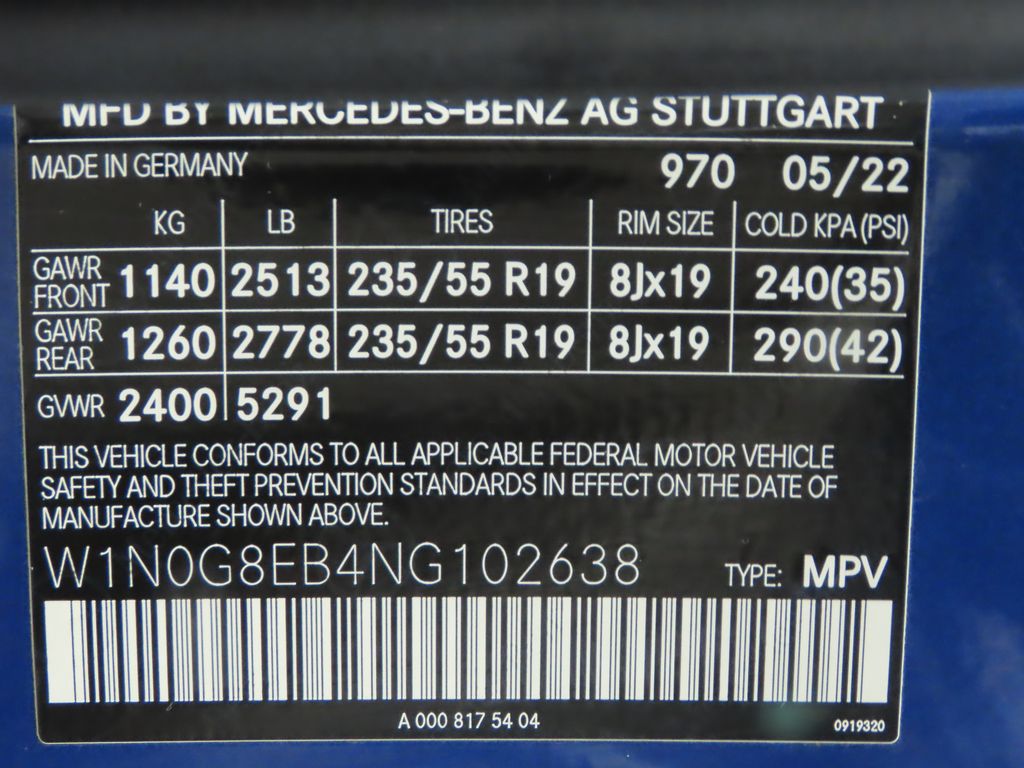 MFD BY MERCEDES-BENZ AG STUTTGART
MADE IN GERMANY 970 05/22
KG LB TIRES RIM SIZE COLD KPA (PSI)
GAWR FRONT 1140 2513 235/55 R19 8Jx19 240(35)
GAWR REAR 1260 2778 235/55 R19 8Jx19 290(42)
GVWR 2400 5291
THIS VEHICLE CONFORMS TO ALL APPLICABLE FEDERAL MOTOR VEHICLE
SAFETY AND THEFT PREVENTION STANDARDS IN EFFECT ON THE DATE OF
MANUFACTURE SHOWN ABOVE.
W1N0G8EB4NG102638 TYPE: MPV
A 000 817 54 04 0919320